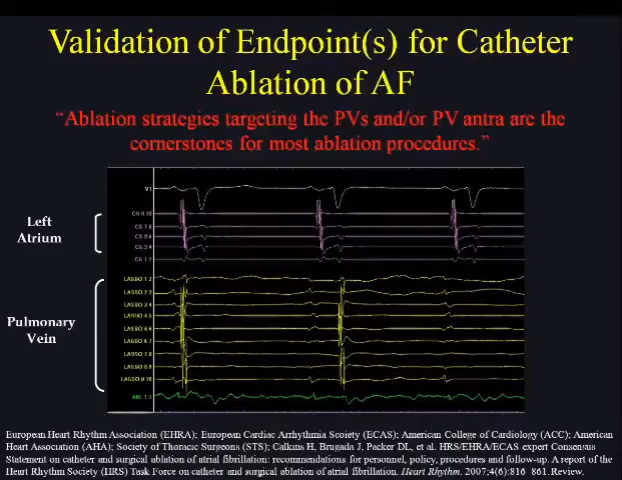 Validation of Endpoint(s) for Catheter
Ablation of AF
“Ablation strategies targeting the PVs and/or PV antra are the
cornerstones for most ablation procedures.”
V1
Left
Atrium
CS 9 10
CS 7 8
CS 5 6
CS 3 4
CS 1 2
Pulmonary
Vein
LASSO 1 2
LASSO 2 3
LASSO 3 4
LASSO 4 5
LASSO 5 6
LASSO 6 7
LASSO 7 8
LASSO 8 9
LASSO 9 10
ABL 1 2
European Heart Rhythm Association (EHRA); European Cardiac Arrhythmia Scoiety (ECAS); American College of Cardiology (ACC); American
Heart Association (AHA); Society of Thoracic Surgeons (STS); Calkins H, Brugada J, Packer DL, et al. HRS/EHRA/ECAS expert Consensus
Statement on catheter and surgical ablation of atrial fibrillation: recommendations for personnel, policy, procedures and follow-up. A report of the
Heart Rhythm Society (HRS) Task Force on catheter and surgical ablation of atrial fibrillation. Heart Rhythm. 2007;4(6):816 861. Review.